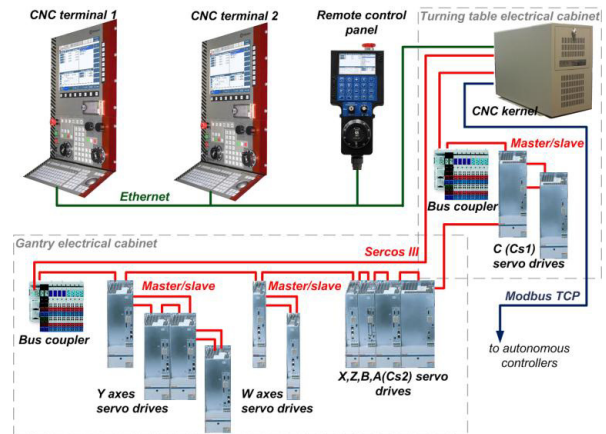 CNC terminal 1
CNC terminal 2
Remote control
panel
Turning table electrical cabinet
CNC kernel
Ethernet
Master/slave
Bus coupler
C (Cs1)
servo drives
Gantry electrical cabinet
Sercos III
Master/slave
Master/slave
Modbus TCP
Bus coupler
Y axes
servo drives
W axes
servo drives
X,Z,B,A(Cs2) servo
drives
to autonomous
controllers